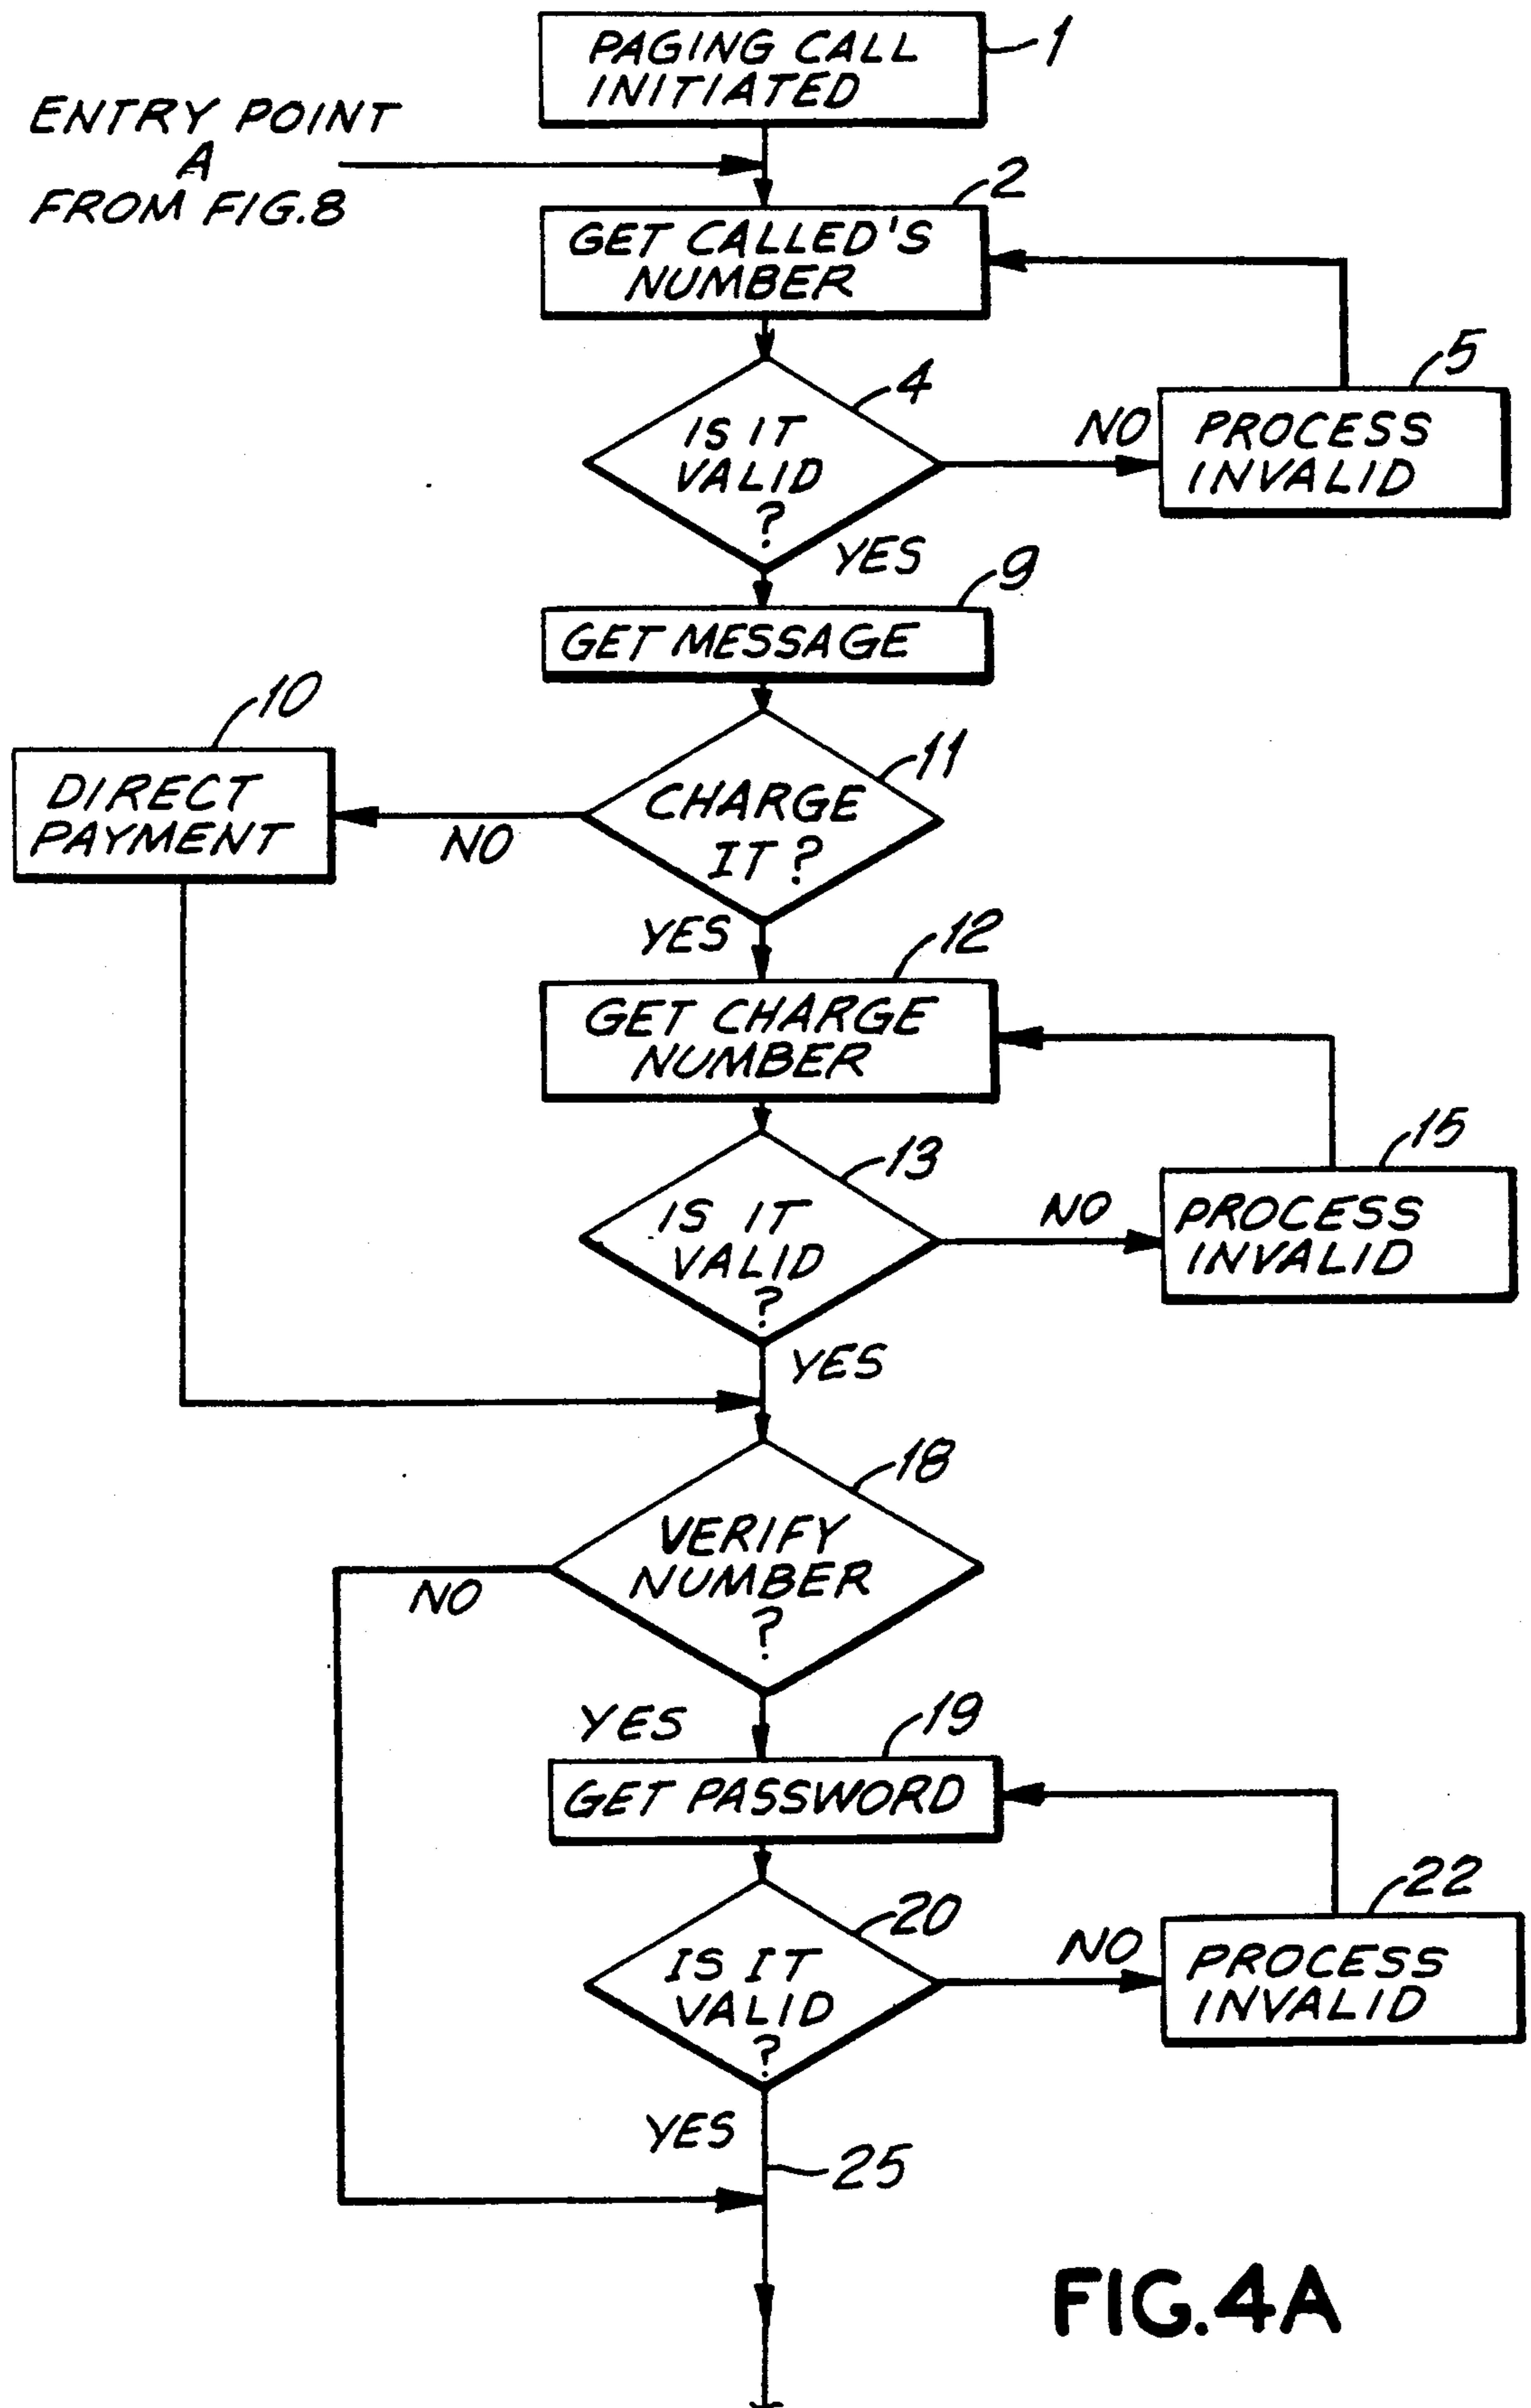 PAGING CALL
INITIATED
1
ENTRY POINT
A
FROM FIG.8
2
GET CALLED'S
NUMBER
4
IS IT
VALID
?
NO
5
PROCESS
INVALID
YES
9
GET MESSAGE
10
DIRECT
PAYMENT
11
CHARGE
IT?
NO
YES
12
GET CHARGE
NUMBER
13
IS IT
VALID
?
NO
15
PROCESS
INVALID
YES
18
VERIFY
NUMBER
?
NO
YES
19
GET PASSWORD
20
IS IT
VALID
?
NO
22
PROCESS
INVALID
YES
25
FIG.4A